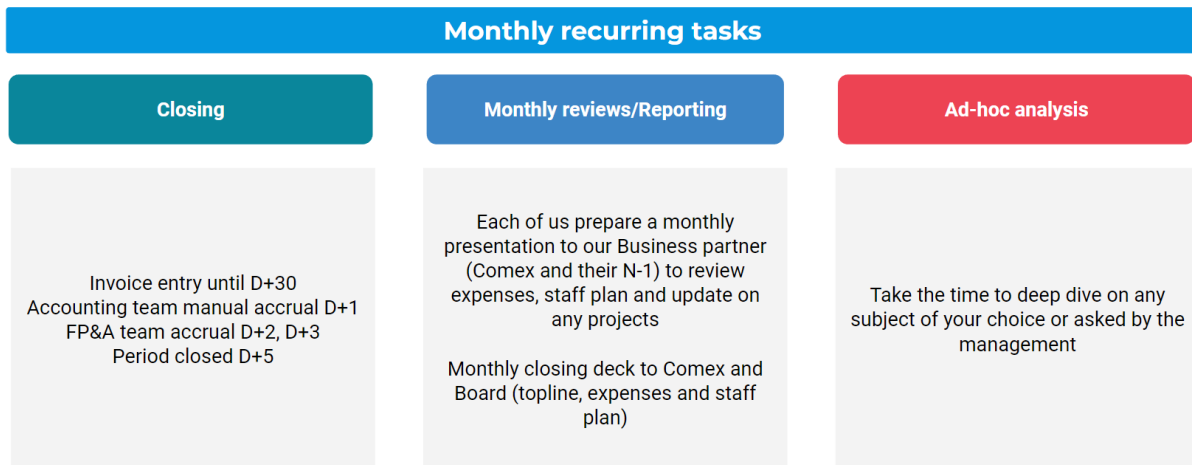 Monthly recurring tasks
Closing
Monthly reviews/Reporting
Ad-hoc analysis
Invoice entry until D+30
Accounting team manual accrual D+1
FP&A team accrual D+2, D+3
Period closed D+5
Each of us prepare a monthly
presentation to our Business partner
(Comex and their N-1) to review
expenses, staff plan and update on
any projects
Monthly closing deck to Comex and
Board (topline, expenses and staff
plan)
Take the time to deep dive on any
subject of your choice or asked by the
management